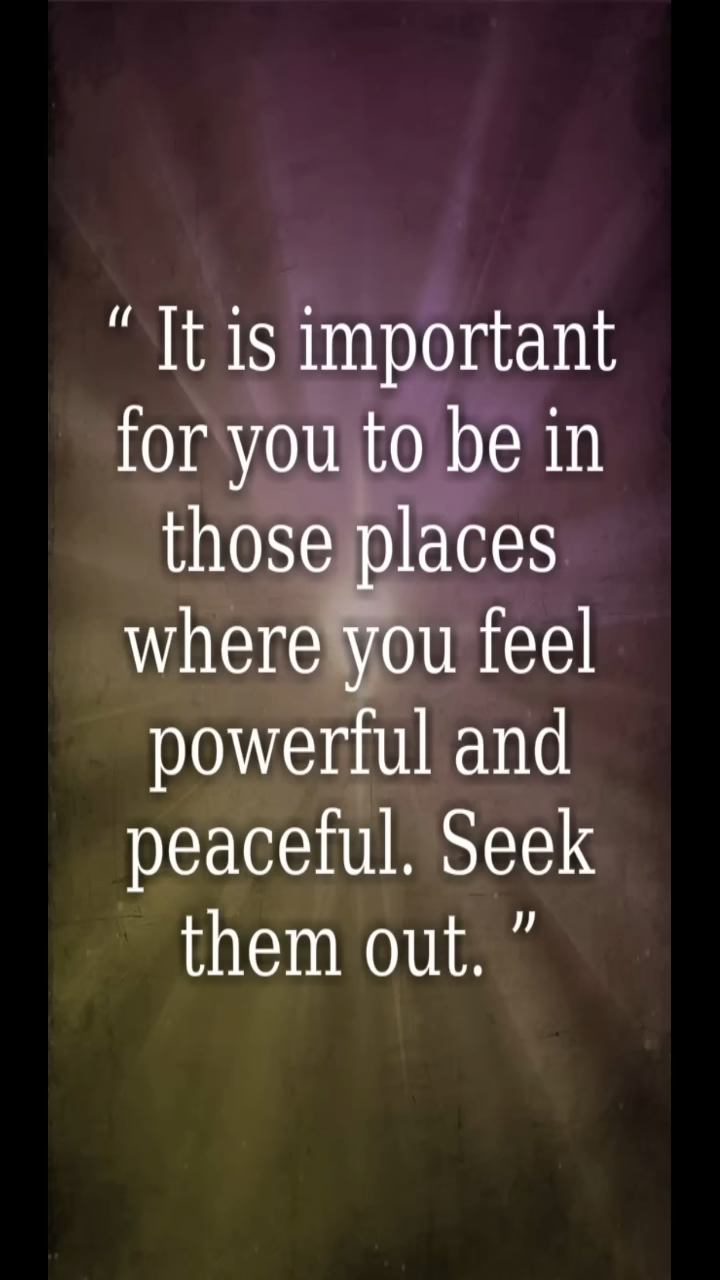 “ It is important
for you to be in
those places
where you feel
powerful and
peaceful. Seek
them out. ”